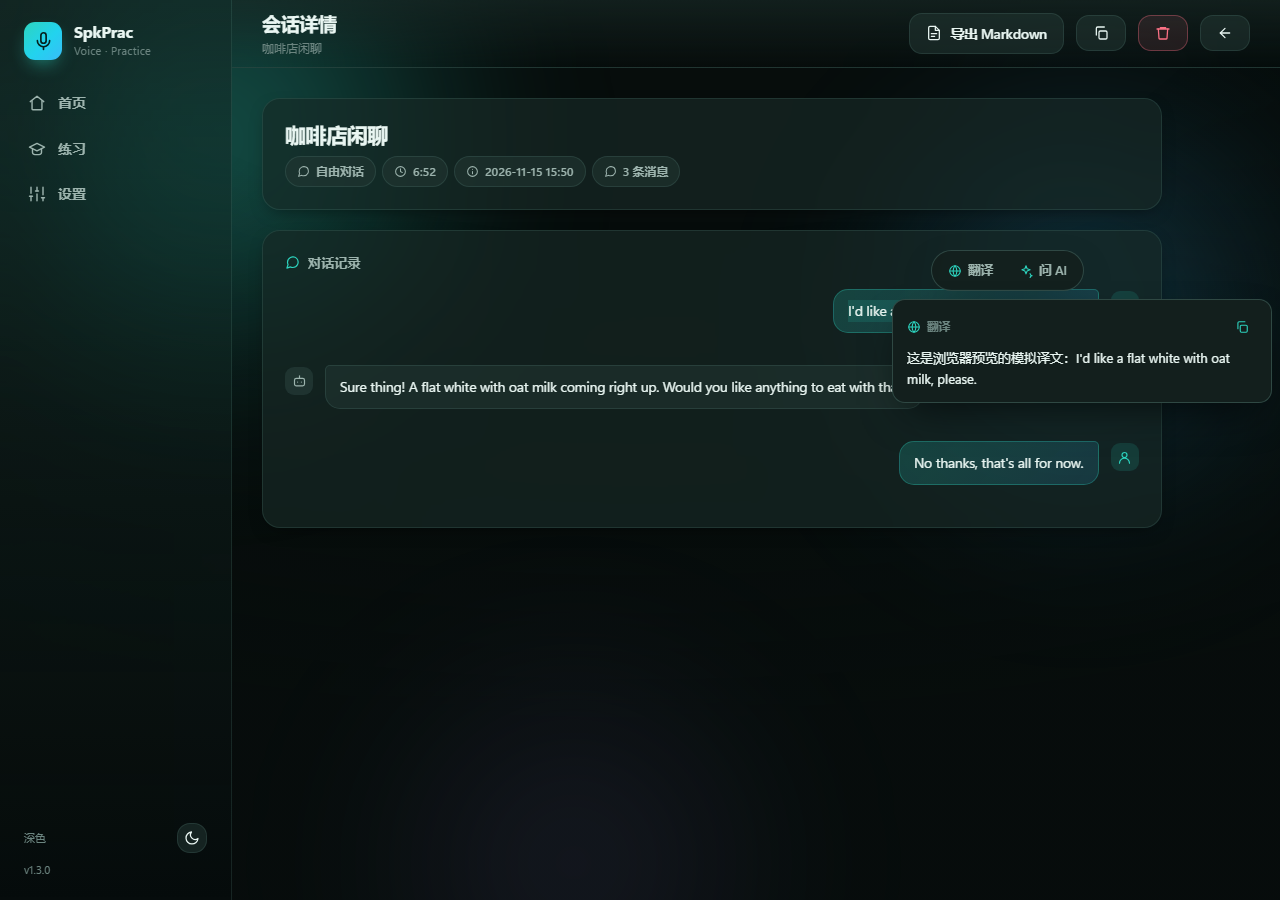 SpkPrac
Voice · Practice
首页
练习
设置
深色
v1.3.0
会话详情
咖啡店闲聊
导出 Markdown
咖啡店闲聊
自由对话
6:52
2026-11-15 15:50
3 条消息
对话记录
翻译
问 AI
I'd like
翻译
这是浏览器预览的模拟译文：I'd like a flat white with oat
milk, please.
Sure thing! A flat white with oat milk coming right up. Would you like anything to eat with
No thanks, that's all for now.